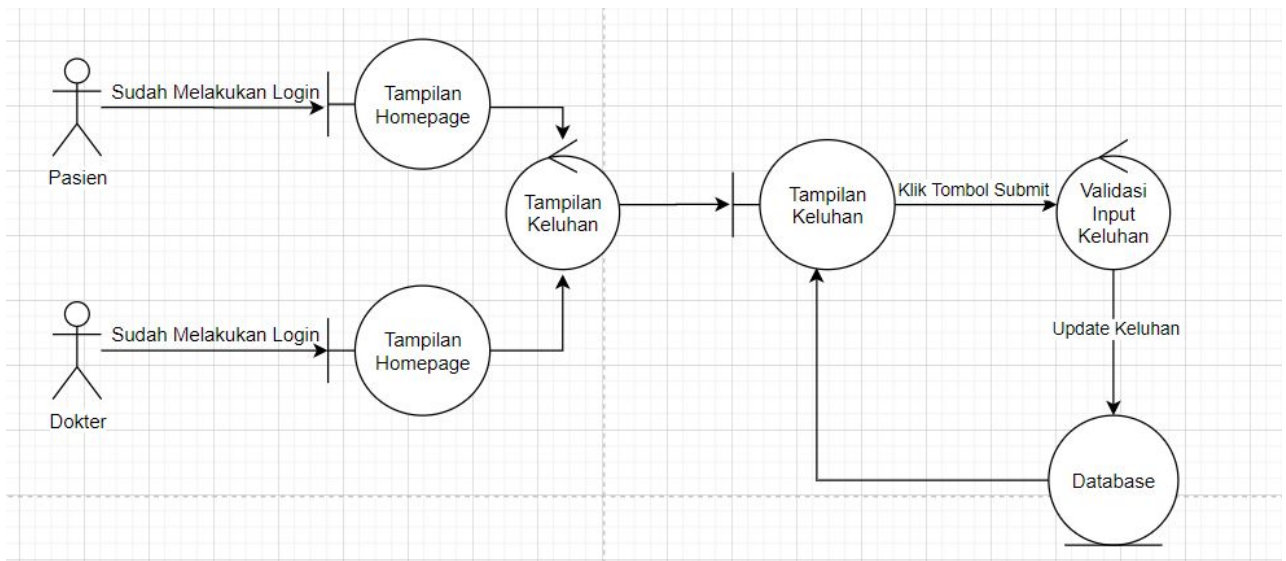 Sudah Melakukan Login
Tampilan
Homepage
Pasien
Tampilan
Keluhan
Tampilan
Keluhan
Klik Tombol Submit
Validasi
Input
Keluhan
Sudah Melakukan Login
Tampilan
Homepage
Dokter
Update Keluhan
Database